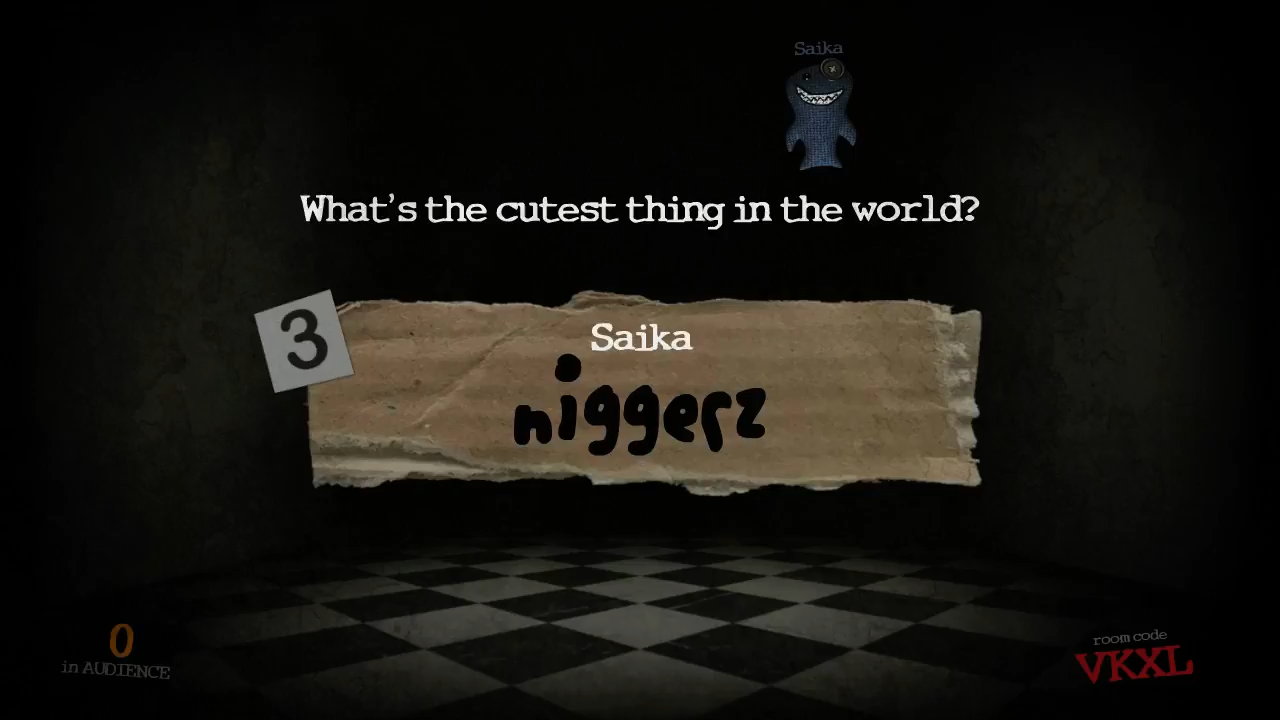 Saika
What's the cutest thing in the world?
3
Saika
niggerz
0
in AUDIENCE
room code
VKXL